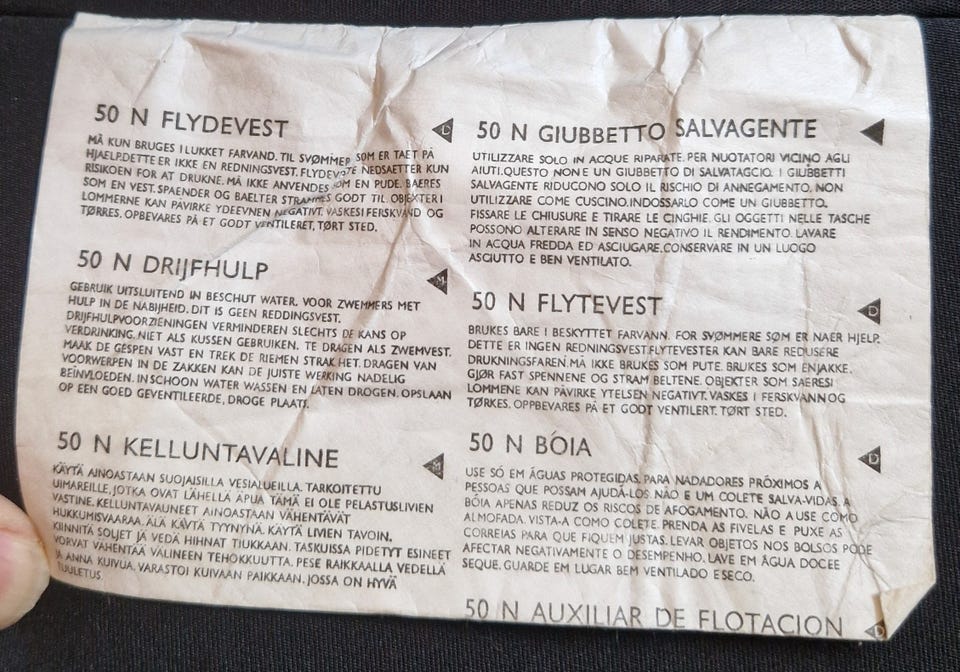 50 N FLYDEVEST
MÅ KUN BRUGES I LUKKET FARVAND. TIL SVØMMER SOM ER TAET PÅ
HJAELP.DETTE ER IKKE EN REDNINGSVEST. FLYDEVESTE NEDSAETTER KUN
RISIKOEN FOR AT DRUKNE. MÅ IKKE ANVENDES SOM EN PUDE. BAERES
SOM EN VEST. SPAENDER OG BAELTER STRAMMES GODT TIL. OBJEKTER I
LOMMERNE KAN PÅVIRKE YDEEVNEN NEGATIVT. VASKES I FERSKVAND OG
TØRRES. OPBEVARES PÅ ET GODT VENTILERET, TØRT STED.
D
50 N DRIJFHULP
GEBRUIK UITSLUITEND IN BESCHUT WATER. VOOR ZWEMMERS MET
HULP IN DE NABIJHEID. DIT IS GEEN REDDINGSVEST.
DRIJFHULPVOORZIENINGEN VERMINDEREN SLECHTS DE KANS OP
VERDRINKING. NIET ALS KUSSEN GEBRUIKEN. TE DRAGEN ALS ZWEMVEST.
MAAK DE GESPEN VAST EN TREK DE RIEMEN STRAK HET. DRAGEN VAN
VOORWERPEN IN DE ZAKKEN KAN DE JUISTE WERKING NADELIG
BEÏNVLOEDEN. IN SCHOON WATER WASSEN EN LATEN DROGEN. OPSLAAN
OP EEN GOED GEVENTILEERDE, DROGE PLAATS.
M
50 N KELLUNTAVALINE
KÄYTÄ AINOASTAAN SUOJAISILLA VESIALUEILLA. TARKOITETTU
UIMAREILLE, JOTKA OVAT LÄHELLÄ APUA TÄMÄ EI OLE PELASTUSLIVIEN
VASTINE. KELLUNTAVAUNEET AINOASTAAN VÄHENTÄVÄT
HUKKUMISVAARAA. ÄLÄ KÄVTÄ TYYNYNÄ. KÄYTÄ LIVIEN TAVOIN.
KIINNITÄ SOLJET JA VEDÄ HIHNAT TIUKKAAN. TASKUISSA PIDETYT ESINEET
VORVAT VÄHENTÄÄ VÄLINEEN TEHOKKUUTTA. PESE RAIKKAALLA VEDELLÄ
JA ANNA KUIVUA. VARASTOI KUIVAAN PAIKKAAN. JOSSA ON HYVÄ
TUULETUS.
M
50 N GIUBBETTO SALVAGENTE
UTILIZZARE SOLO IN ACQUE RIPARATE. PER NUOTATORI VICINO AGLI
AIUTI.QUESTO NON E UN GIUBBETTO DI SALVATAGGIO. I GIUBBETTI
SALVAGENTE RIDUCONO SOLO IL RISCHIO DI ANNEGAMENTO. NON
UTILIZZARE COME CUSCINO.INDOSSARLO COME UN GIUBBETTO.
FISSARE LE CHIUSURE E TIRARE LE CINGHIE. GLI OGGETTI NELLE TASCHE
POSSONO ALTERARE IN SENSO NEGATIVO IL RENDIMENTO. LAVARE
IN ACQUA FREDDA ED ASCIUGARE.CONSERVARE IN UN LUOGO
ASCIUTTO E BEN VENTILATO.
50 N FLYTEVEST
BRUKES BARE I BESKYTTET FARVANN. FOR SVØMMERE SØM ER NAER HJELP.
DETTE ER INGEN REDNINGSVEST.FLYTEVESTER KAN BARE REDUSERE
DRUKNINGSFAREN.MÅ IKKE BRUKES SOM PUTE. BRUKES SOM EN JAKKE.
GJØR FAST SPENNENE OG STRAM BELTENE. OBJEKTER SOM SAERESI
LOMMENE KAN PÅVIRKE YTELSEN NEGATIVT. VASKES I FERSKVANN OG
TØRKES. OPPBEVARES PÅ ET GODT VENTILERT. TØRT STED.
D
50 N BÓIA
USE SÓ EM ÁGUAS PROTEGIDAS. PARA NADADORES PRÓXIMOS A
PESSOAS QUE POSSAM AJUDÁ-LOS. NÃO E UM COLETE SALVA-VIDAS. A
BÓIA APENAS REDUZ OS RISCOS DE AFOGAMENTO. NÃO A USE COMO
ALMOFADA. VISTA-A COMO COLETE. PRENDA AS FIVELAS E PUXE AS
CORREIAS PARA QUE FIQUEM JUSTAS. LEVAR OBJETOS NOS BOLSOS PODE
AFECTAR NEGATIVAMENTE O DESEMPENHO. LAVE EM ÁGUA DOCEE
SEQUE. GUARDE EM LUGAR BEM VENTILADO E SECO.
D
50 N AUXILIAR DE FLOTACION
D